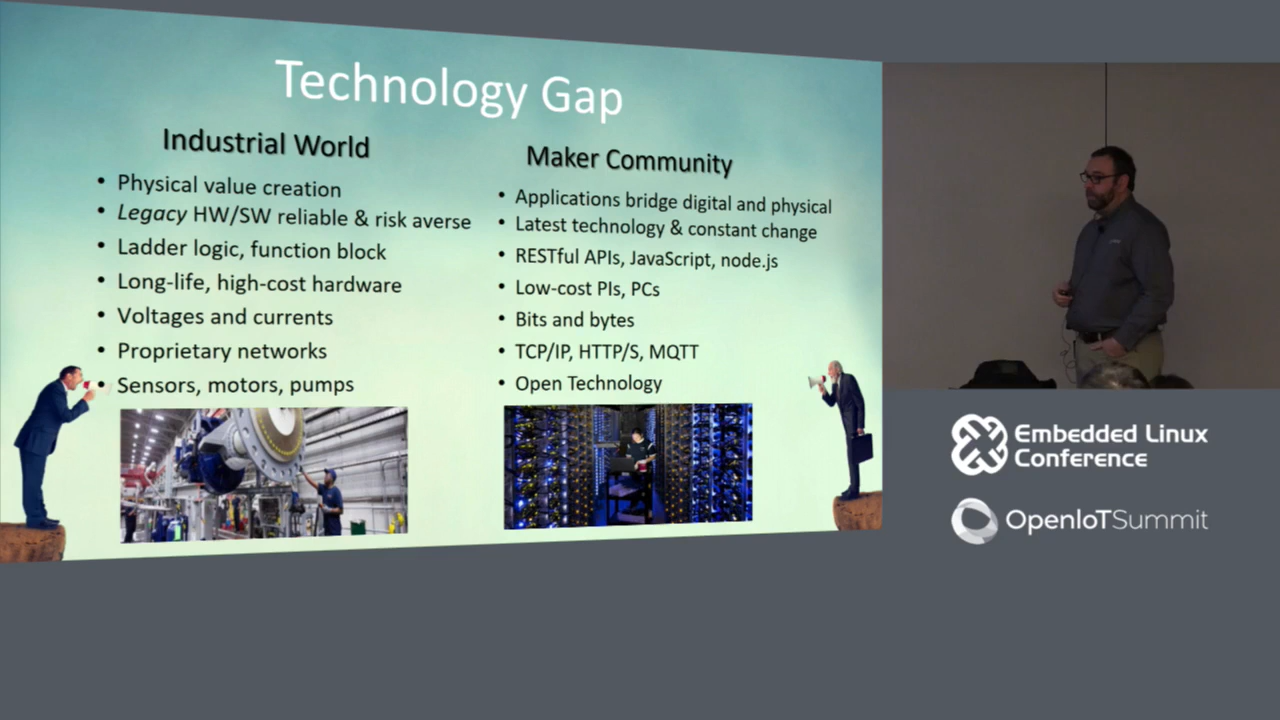 Technology Gap
Industrial World
• Physical value creation
• Legacy HW/SW reliable & risk averse
• Ladder logic, function block
• Long-life, high-cost hardware
• Voltages and currents
• Proprietary networks
• Sensors, motors, pumps
Maker Community
• Applications bridge digital and physical
• Latest technology & constant change
• RESTful APIs, JavaScript, node.js
• Low-cost PIs, PCs
• Bits and bytes
• TCP/IP, HTTP/S, MQTT
• Open Technology
Embedded Linux
Conference
OpenIoTSummit